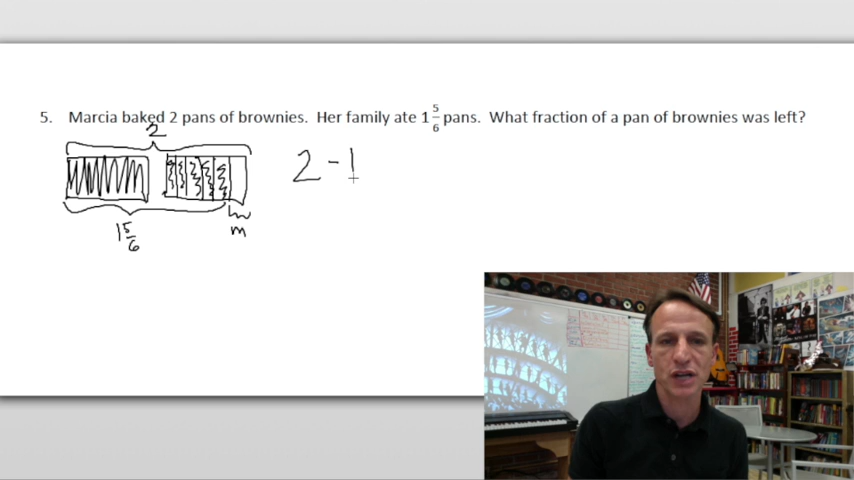 5. Marcia baked 2 pans of brownies. Her family ate 1 5/6 pans. What fraction of a pan of brownies was left?
2
2 - 1
1 5/6
m